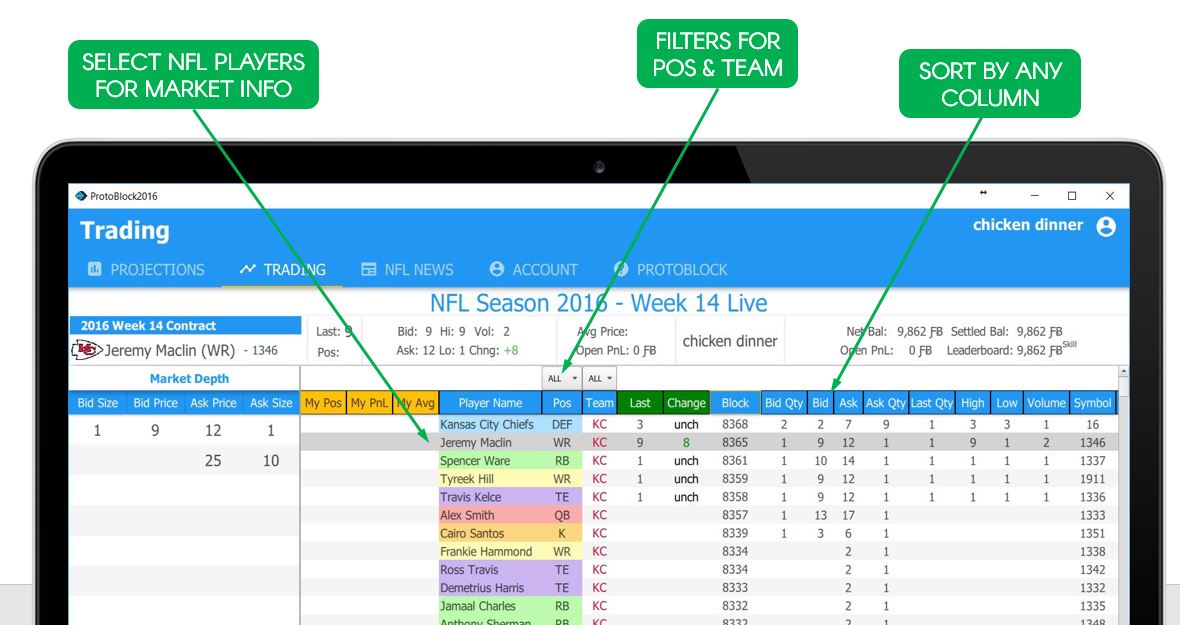 SELECT NFL PLAYERS
FOR MARKET INFO
FILTERS FOR
POS & TEAM
SORT BY ANY
COLUMN
ProtoBlock2016
Trading
chicken dinner
PROJECTIONS TRADING NFL NEWS ACCOUNT PROTOBLOCK
NFL Season 2016 - Week 14 Live
2016 Week 14 Contract
KC Jeremy Maclin (WR) - 1346
Last: 9
Pos:
Bid: 9 Hi: 9 Vol: 2
Ask: 12 Lo: 1 Chng: +8
Avg Price:
Open PnL: 0 ƑB
chicken dinner
Net Bal: 9,862 ƑB Settled Bal: 9,862 ƑB
Open PnL: 0 ƑB Leaderboard: 9,862 ƑB Skill
Market Depth
ALL ALL
Bid Size Bid Price Ask Price Ask Size
1 9 12 1
25 10
My Pos My PnL My Avg Player Name Pos Team Last Change Block Bid Qty Bid Ask Ask Qty Last Qty High Low Volume Symbol
Kansas City Chiefs DEF KC 3 unch 8368 2 2 7 9 1 3 3 1 16
Jeremy Maclin WR KC 9 8 8365 1 9 12 1 1 9 1 2 1346
Spencer Ware RB KC 1 unch 8361 1 10 14 1 1 1 1 1 1337
Tyreek Hill WR KC 1 unch 8359 1 9 12 1 1 1 1 1 1911
Travis Kelce TE KC 1 unch 8358 1 9 12 1 1 1 1 1 1336
Alex Smith QB KC 8357 1 13 17 1 1333
Cairo Santos K KC 8339 1 3 6 1 1351
Frankie Hammond WR KC 8334 2 1 1338
Ross Travis TE KC 8334 2 1 1342
Demetrius Harris TE KC 8333 2 1 1332
Jamaal Charles RB KC 8332 2 1 1335
Anthony Sherman RB KC 8332 2 1 1348